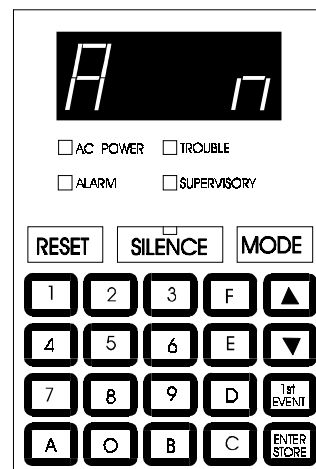 A n
AC POWER TROUBLE
ALARM SUPERVISORY
RESET SILENCE MODE
1 2 3 F ▲
4 5 6 E ▼
7 8 9 D 1st EVENT
A O B C ENTER STORE